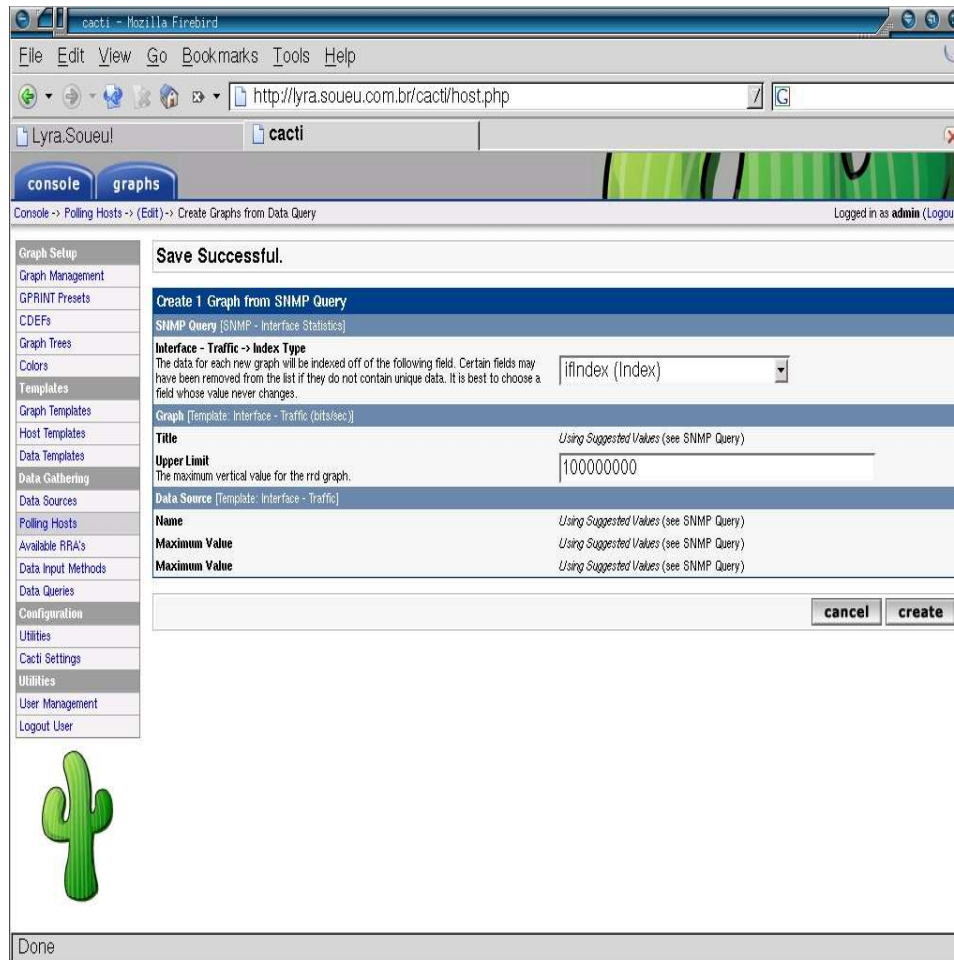 cacti - Mozilla Firebird
File Edit View Go Bookmarks Tools Help
http://lyra.soueu.com.br/cacti/host.php
G
Lyra.Soueu!
cacti
console
graphs
Console -> Polling Hosts -> (Edit) -> Create Graphs from Data Query
Logged in as admin (Logou
Graph Setup
Graph Management
GPRINT Presets
CDEFs
Graph Trees
Colors
Templates
Graph Templates
Host Templates
Data Templates
Data Gathering
Data Sources
Polling Hosts
Available RRA's
Data Input Methods
Data Queries
Configuration
Utilities
Cacti Settings
Utilities
User Management
Logout User
Save Successful.
Create 1 Graph from SNMP Query
SNMP Query [SNMP - Interface Statistics]
Interface - Traffic -> Index Type
The data for each new graph will be indexed off of the following field. Certain fields may
have been removed from the list if they do not contain unique data. It is best to choose a
field whose value never changes.
ifIndex (Index)
Graph [Template: Interface - Traffic (bits/sec)]
Title
Using Suggested Values (see SNMP Query)
Upper Limit
The maximum vertical value for the rrd graph.
100000000
Data Source [Template: Interface - Traffic]
Name
Using Suggested Values (see SNMP Query)
Maximum Value
Using Suggested Values (see SNMP Query)
Maximum Value
Using Suggested Values (see SNMP Query)
cancel
create
Done